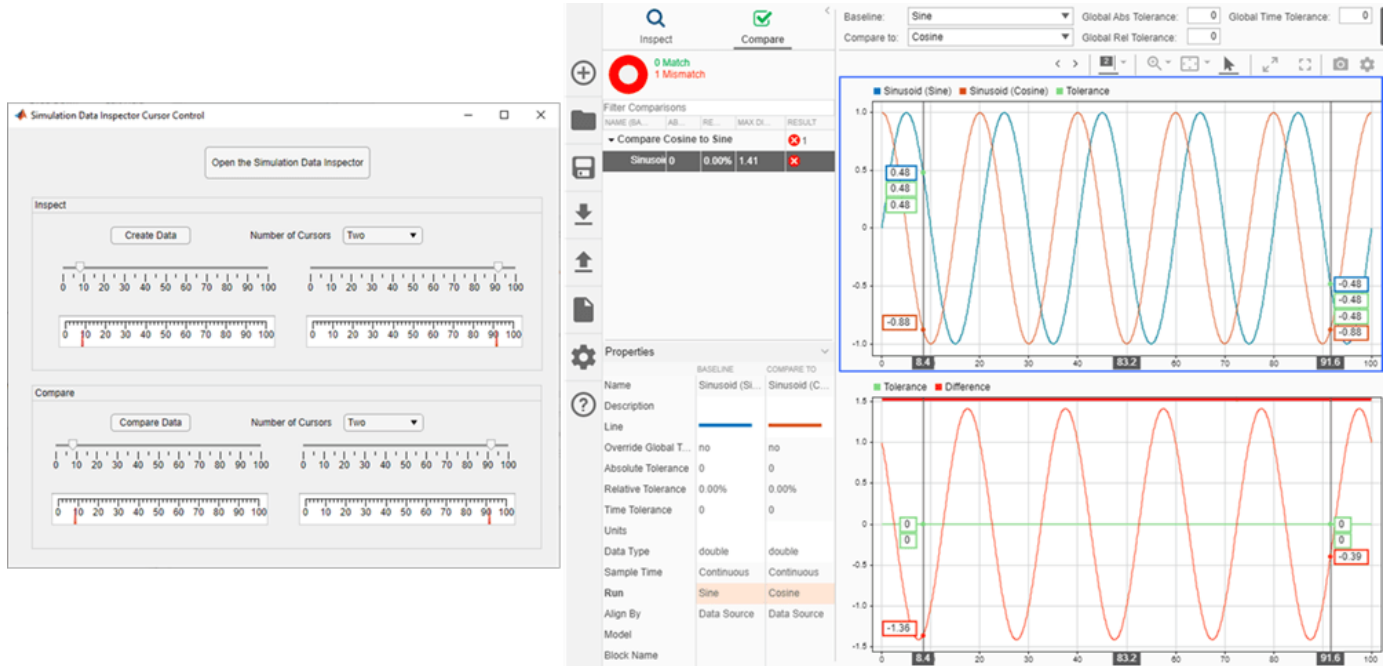 Simulation Data Inspector Cursor Control
Open the Simulation Data Inspector
Inspect
Create Data
Number of Cursors
Two
0 10 20 30 40 50 60 70 80 90 100
0 10 20 30 40 50 60 70 80 90 100
0 10 20 30 40 50 60 70 80 90 100
0 10 20 30 40 50 60 70 80 90 100
Compare
Compare Data
Number of Cursors
Two
0 10 20 30 40 50 60 70 80 90 100
0 10 20 30 40 50 60 70 80 90 100
0 10 20 30 40 50 60 70 80 90 100
0 10 20 30 40 50 60 70 80 90 100
Inspect
Compare
0 Match
1 Mismatch
Filter Comparisons
NAME (BA... AB... RE... MAX DI... RESULT
Compare Cosine to Sine 1
Sinusoi 0 0.00% 1.41
Properties
BASELINE COMPARE TO
Name Sinusoid (Si... Sinusoid (C...
Description
Line
Override Global T... no no
Absolute Tolerance 0 0
Relative Tolerance 0.00% 0.00%
Time Tolerance 0 0
Units
Data Type double double
Sample Time Continuous Continuous
Run Sine Cosine
Align By Data Source Data Source
Model
Block Name
Baseline: Sine Global Abs Tolerance: 0 Global Time Tolerance: 0
Compare to: Cosine Global Rel Tolerance: 0
2
Sinusoid (Sine) Sinusoid (Cosine) Tolerance
1.0
0.5
0
-0.5
-1.0
0.48
0.48
0.48
-0.88
-0.48
-0.48
-0.48
-0.88
0 8.4 20 40 83.2 60 80 91.6 100
Tolerance Difference
1.5
1.0
0.5
0
-0.5
-1.0
-1.5
0
0
-1.36
0
0
-0.39
0 8.4 20 40 83.2 60 80 91.6 100